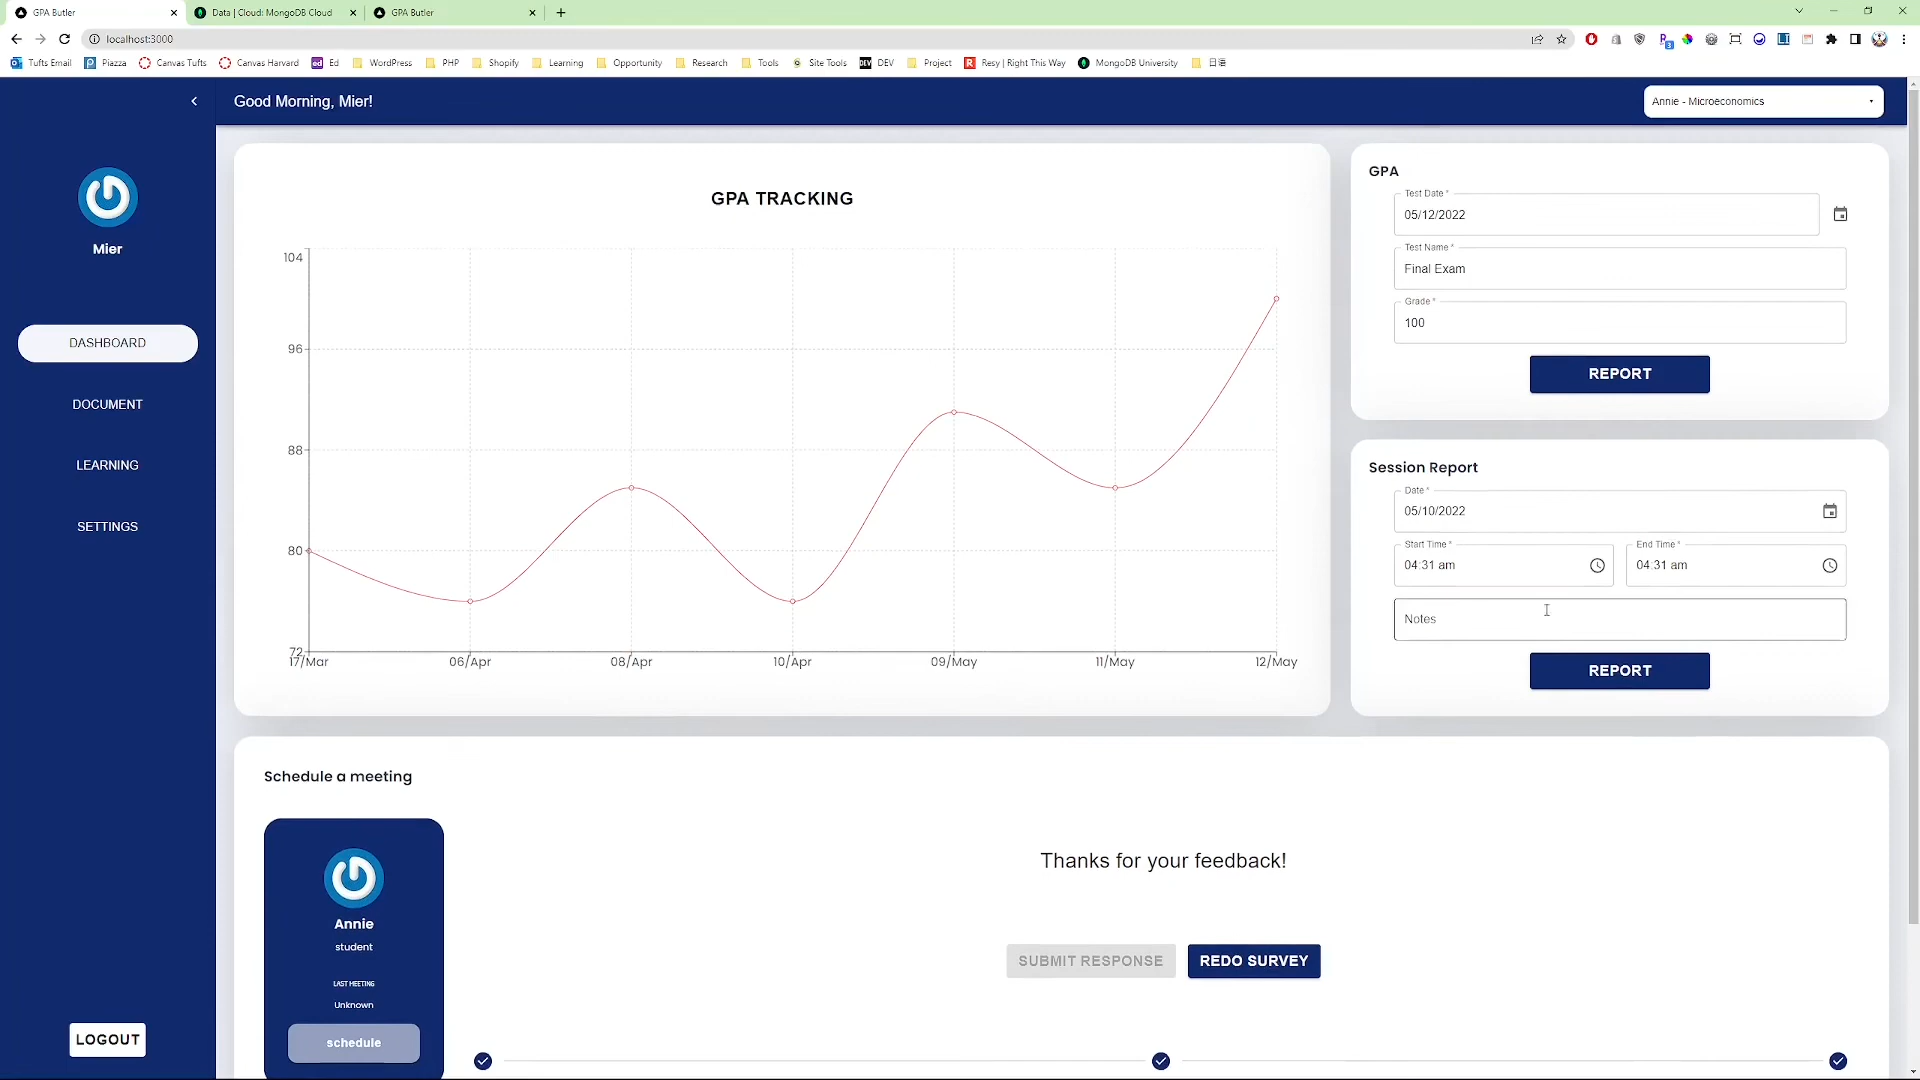 GPA Butler
Data | Cloud: MongoDB Cloud
GPA Butler
localhost:3000
Tufts Email
Piazza
Canvas Tufts
Canvas Harvard
ed Ed
WordPress
PHP
Shopify
Learning
Opportunity
Research
Tools
Site Tools
DEV DEV
Project
R Resy | Right This Way
MongoDB University
日语
Good Morning, Mier!
Annie - Microeconomics
Mier
DASHBOARD
DOCUMENT
LEARNING
SETTINGS
LOGOUT
GPA TRACKING
104
96
88
80
72
17/Mar
06/Apr
08/Apr
10/Apr
09/May
11/May
12/May
GPA
Test Date *
05/12/2022
Test Name *
Final Exam
Grade *
100
REPORT
Session Report
Date *
05/10/2022
Start Time *
04:31 am
End Time *
04:31 am
Notes
REPORT
Schedule a meeting
Annie
student
LAST MEETING
Unknown
schedule
Thanks for your feedback!
SUBMIT RESPONSE
REDO SURVEY